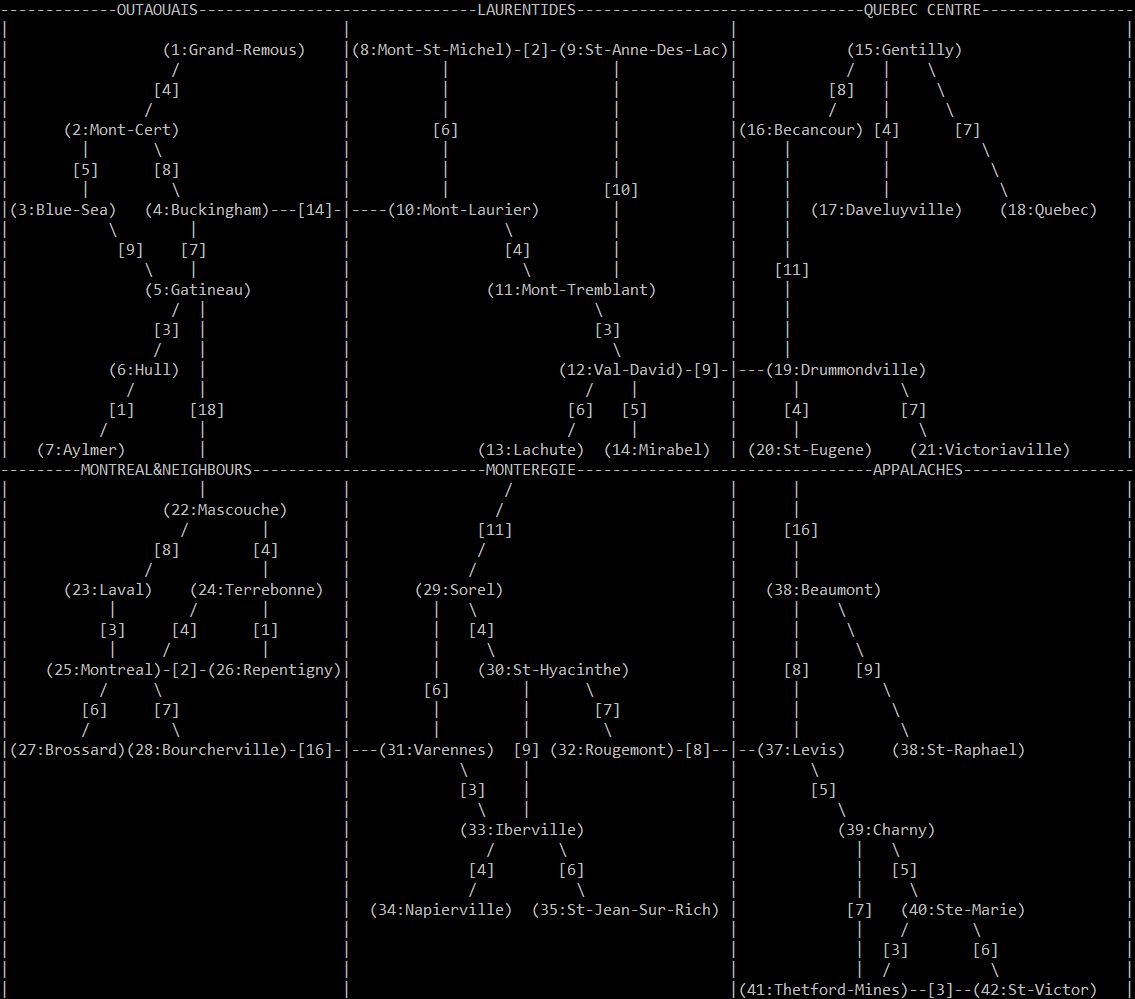 ------------OUTAOUAIS-------------------------------LAURENTIDES--------------------------------QUEBEC CENTRE-----------------
(1:Grand-Remous) (8:Mont-St-Michel)-[2]-(9:St-Anne-Des-Lac) (15:Gentilly)
[4] [8]
(2:Mont-Cert) [6] (16:Becancour) [4] [7]
[5] [8]
[10]
(3:Blue-Sea) (4:Buckingham)---[14]-|----(10:Mont-Laurier) (17:Daveluyville) (18:Quebec)
[9] [7] [4]
[11]
(5:Gatineau) (11:Mont-Tremblant)
[3] [3]
(6:Hull) (12:Val-David)-[9]-|---(19:Drummondville)
[1] [18] [6] [5] [4] [7]
(7:Aylmer) (13:Lachute) (14:Mirabel) (20:St-Eugene) (21:Victoriaville)
---------MONTREAL&NEIGHBOURS--------------------------MONTEREGIE---------------------------------APPALACHES-------------------
(22:Mascouche)
[11] [16]
[8] [4]
(23:Laval) (24:Terrebonne) (29:Sorel) (38:Beaumont)
[3] [4] [1] [4]
(25:Montreal)-[2]-(26:Repentigny) (30:St-Hyacinthe) [8] [9]
[6]
[6] [7] [7]
(27:Brossard)(28:Bourcherville)-[16]-|---(31:Varennes) [9] (32:Rougemont)-[8]--|--(37:Levis) (38:St-Raphael)
[3] [5]
(33:Iberville) (39:Charny)
[4] [6] [5]
(34:Napierville) (35:St-Jean-Sur-Rich) [7] (40:Ste-Marie)
[3] [6]
(41:Thetford-Mines)--[3]--(42:St-Victor)